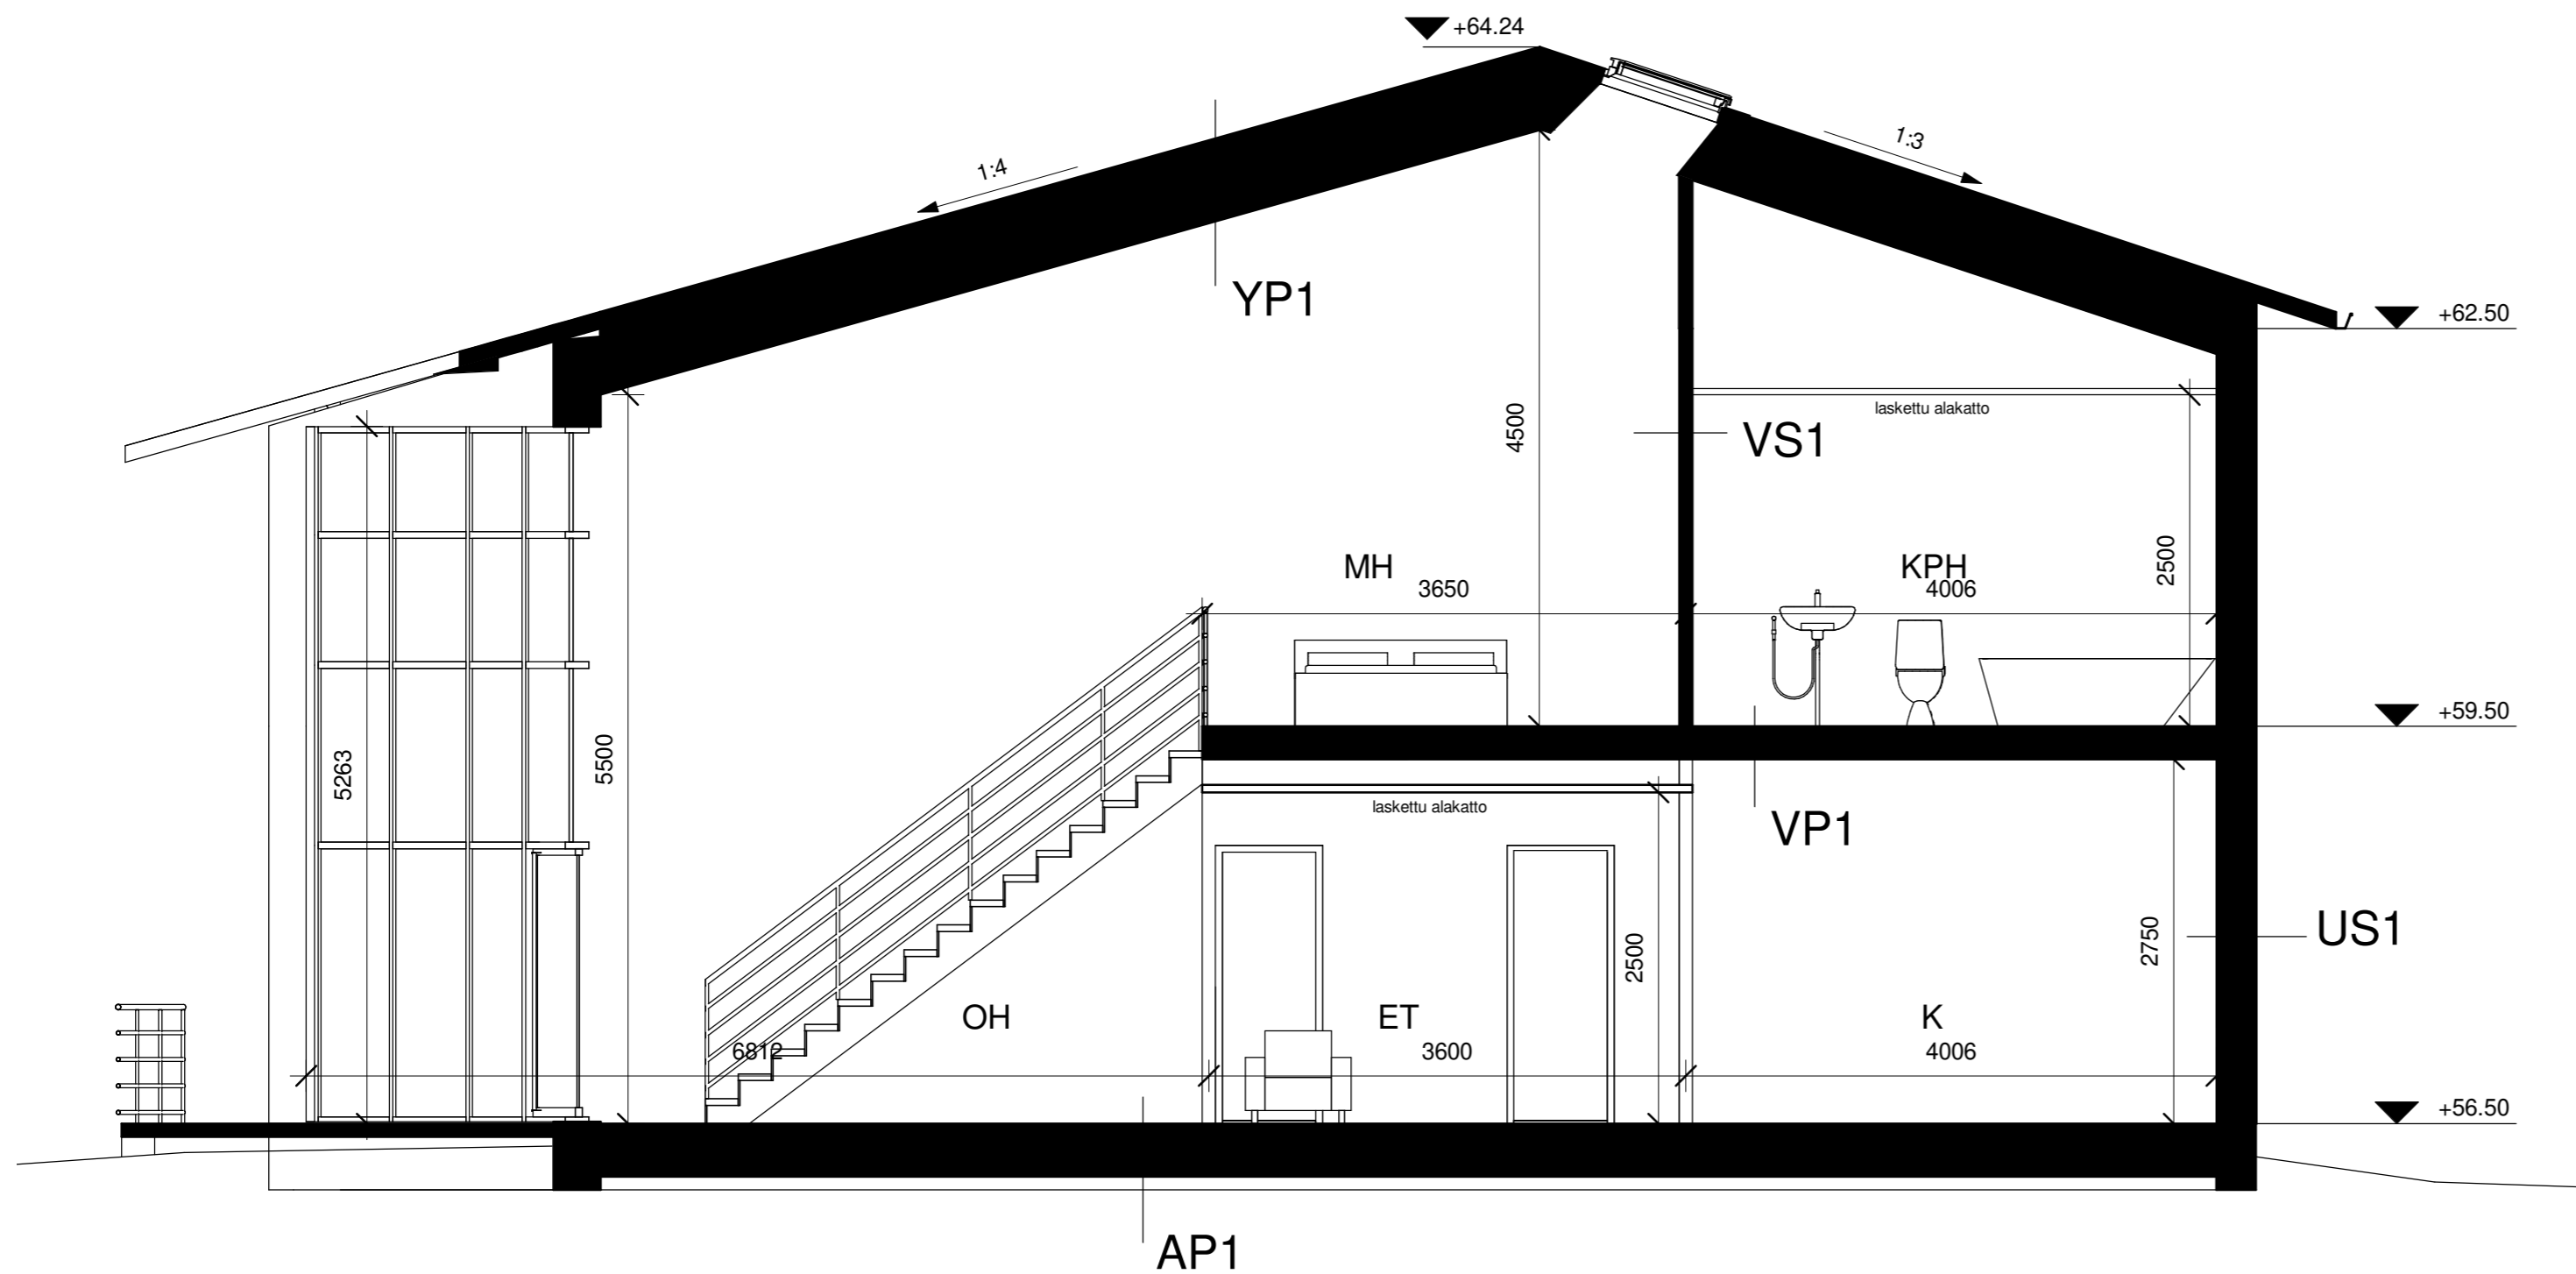 +64.24
1:4
1:3
YP1
+62.50
laskettu alakatto
4500
VS1
MH
3650
KPH
4006
2500
+59.50
5263
5500
laskettu alakatto
VP1
2500
2750
US1
OH
ET
K
6812
3600
4006
+56.50
AP1